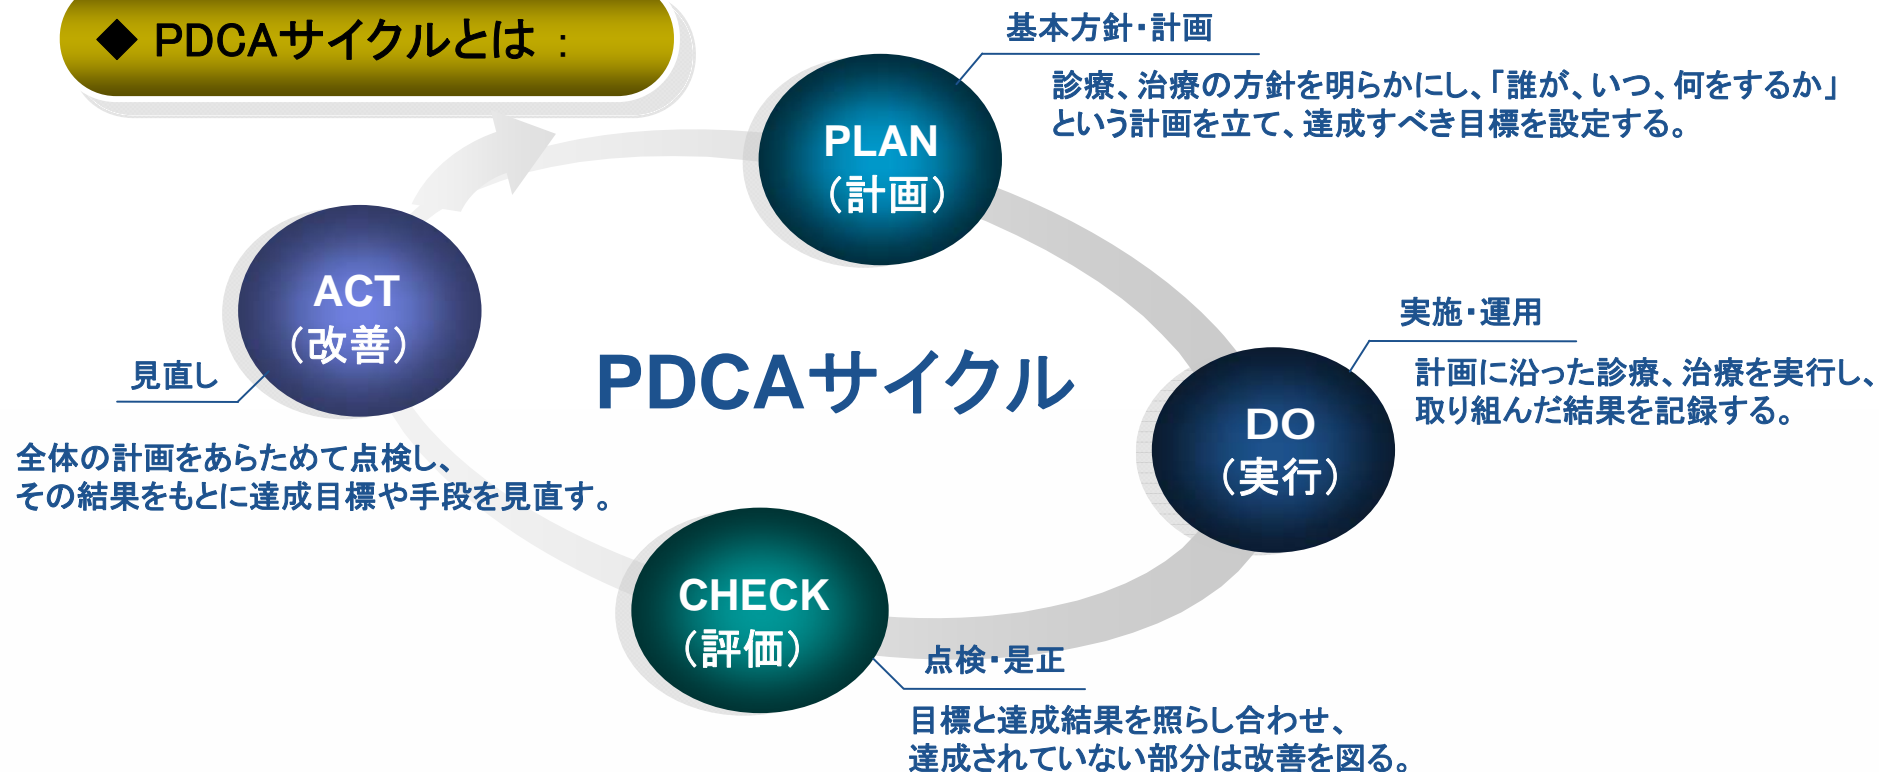 ◆ PDCAサイクルとは :
基本方針・計画
診療、治療の方針を明らかにし、「誰が、いつ、何をするか」
という計画を立て、達成すべき目標を設定する。
PLAN
(計画)
実施・運用
計画に沿った診療、治療を実行し、
取り組んだ結果を記録する。
DO
(実行)
PDCAサイクル
ACT
(改善)
見直し
全体の計画をあらためて点検し、
その結果をもとに達成目標や手段を見直す。
CHECK
(評価)
点検・是正
目標と達成結果を照らし合わせ、
達成されていない部分は改善を図る。